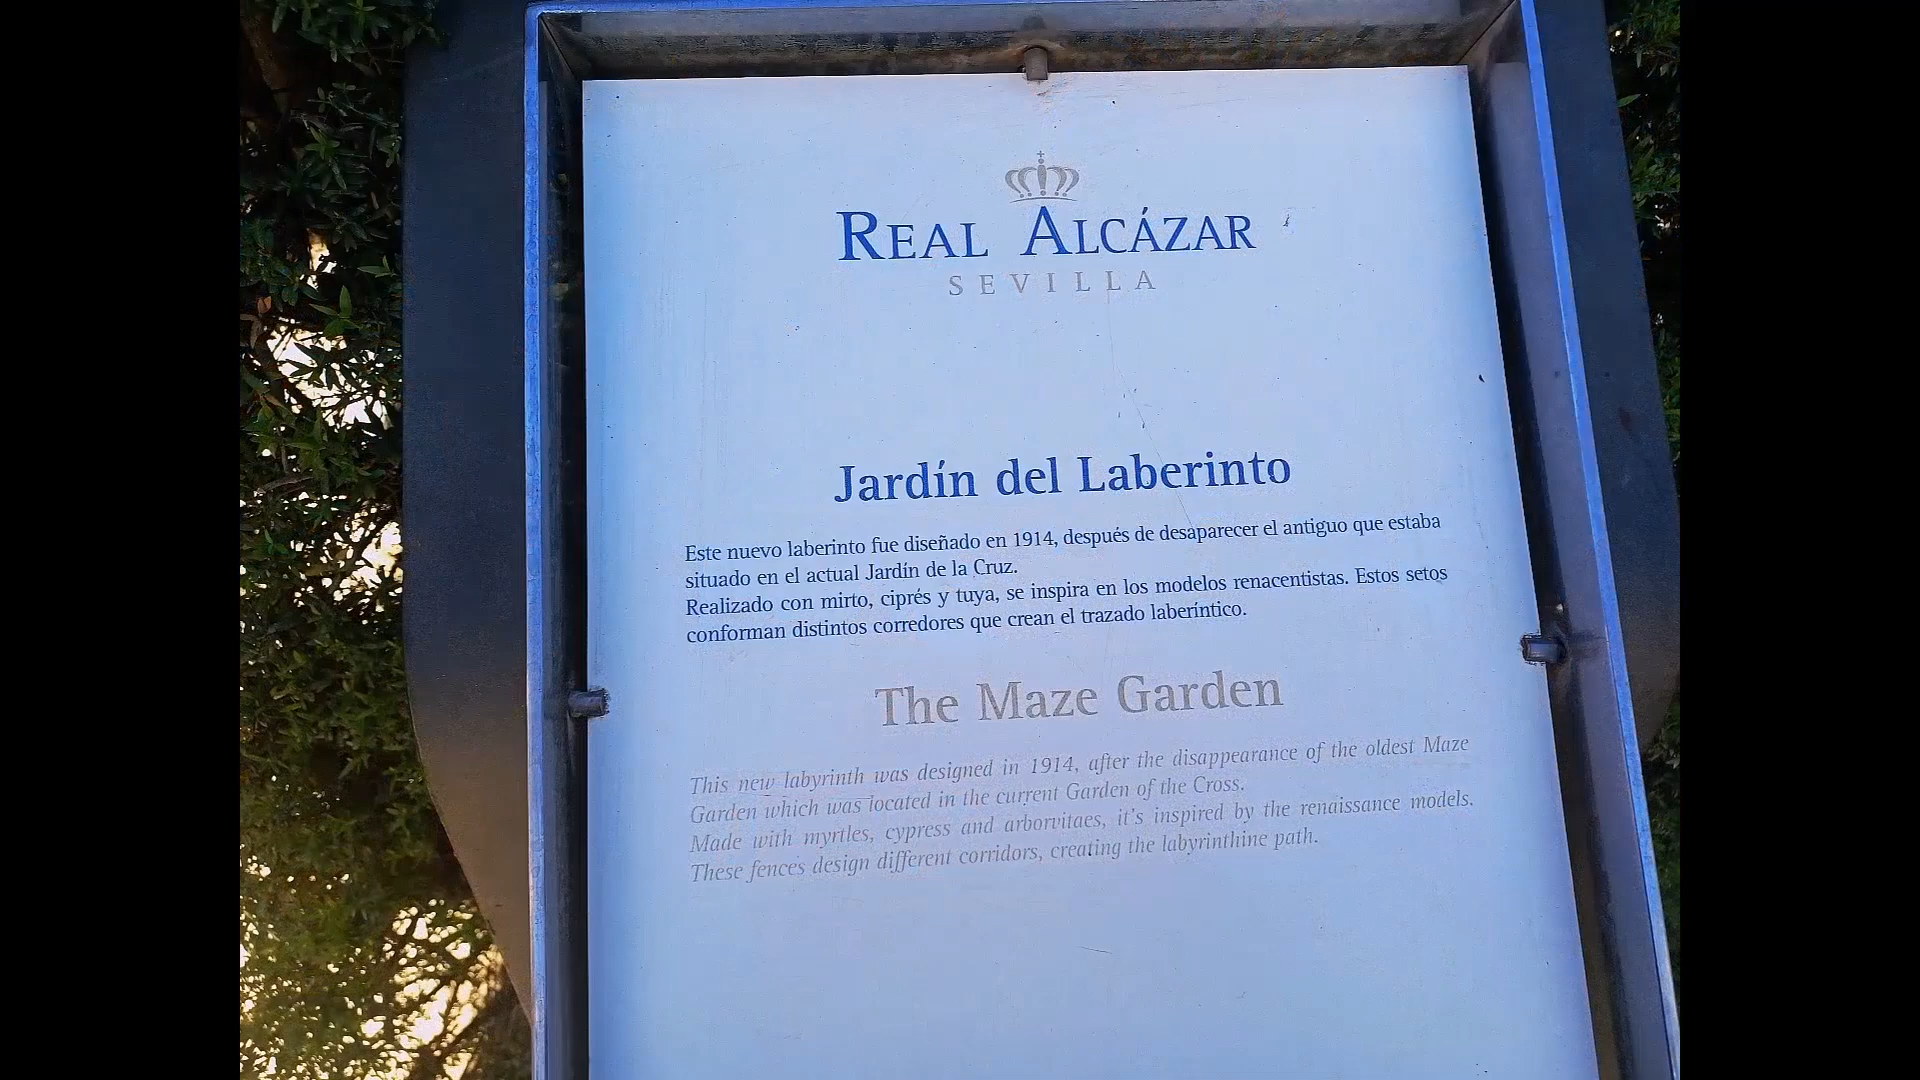 REAL ALCÁZAR
SEVILLA
Jardín del Laberinto
Este nuevo laberinto fue diseñado en 1914, después de desaparecer el antiguo que estaba
situado en el actual Jardín de la Cruz.
Realizado con mirto, ciprés y tuya, se inspira en los modelos renacentistas. Estos setos
conforman distintos corredores que crean el trazado laberíntico.
The Maze Garden
This new labyrinth was designed in 1914, after the disappearance of the oldest Maze
Garden which was located in the current Garden of the Cross.
Made with myrtles, cypress and arborvitaes, it's inspired by the renaissance models.
These fences design different corridors, creating the labyrinthine path.